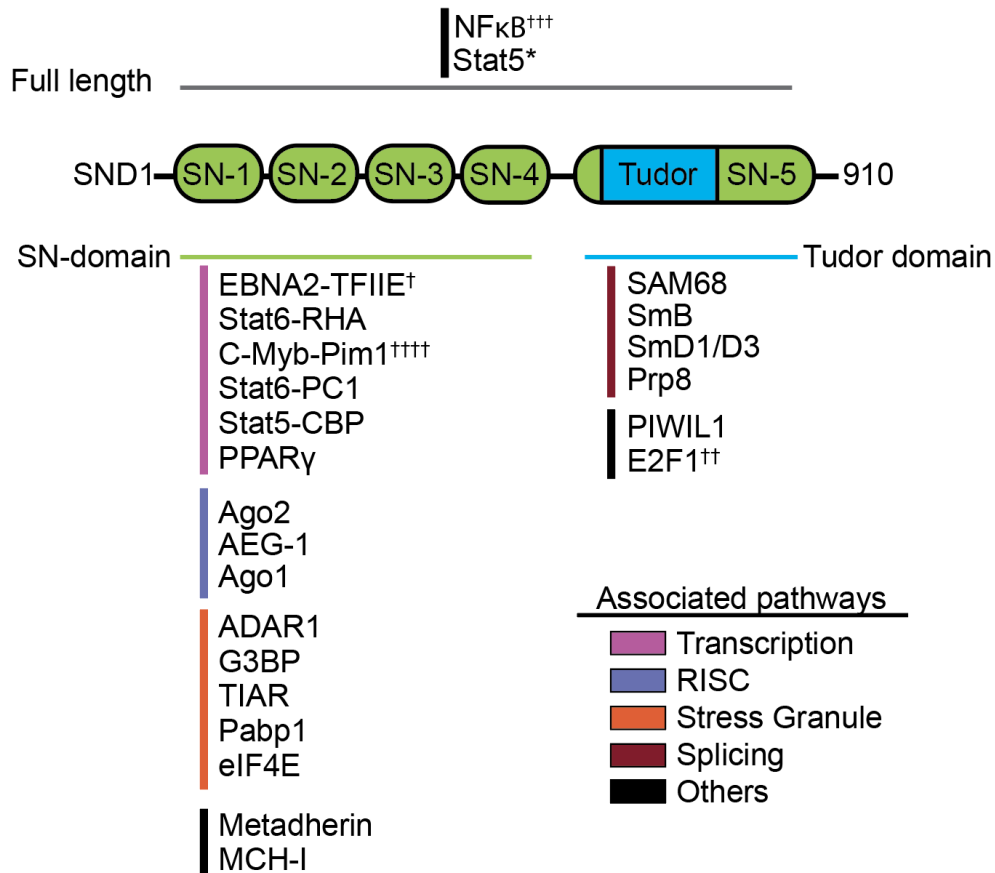 NFκB†††
Stat5*
Full length
SND1 SN-1 SN-2 SN-3 SN-4 Tudor SN-5 910
SN-domain
EBNA2-TFIIE†
Stat6-RHA
C-Myb-Pim1††††
Stat6-PC1
Stat5-CBP
PPARγ
Ago2
AEG-1
Ago1
ADAR1
G3BP
TIAR
Pabp1
eIF4E
Metadherin
MCH-I
Tudor domain
SAM68
SmB
SmD1/D3
Prp8
PIWIL1
E2F1††
Associated pathways
Transcription
RISC
Stress Granule
Splicing
Others